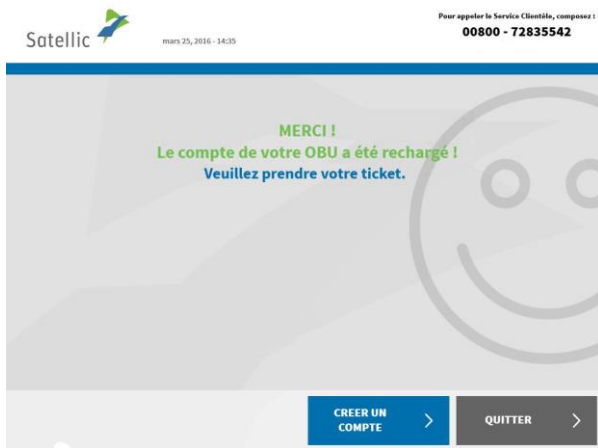 Satellic
mars 25, 2016 - 14:35
Pour appeler le Service Clientèle, composez :
00800 - 72835542
MERCI !
Le compte de votre OBU a été rechargé !
Veuillez prendre votre ticket.
CREER UN
COMPTE
QUITTER